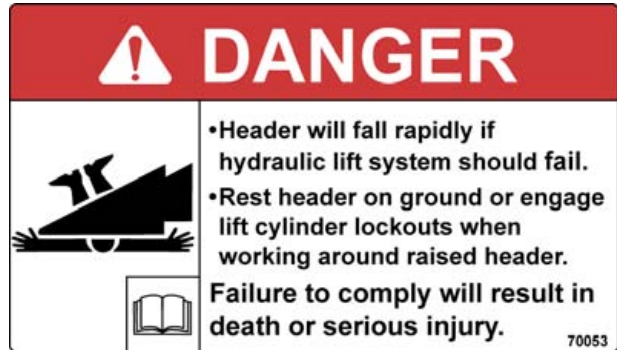 DANGER
•Header will fall rapidly if
hydraulic lift system should fail.
•Rest header on ground or engage
lift cylinder lockouts when
working around raised header.
Failure to comply will result in
death or serious injury.
70053